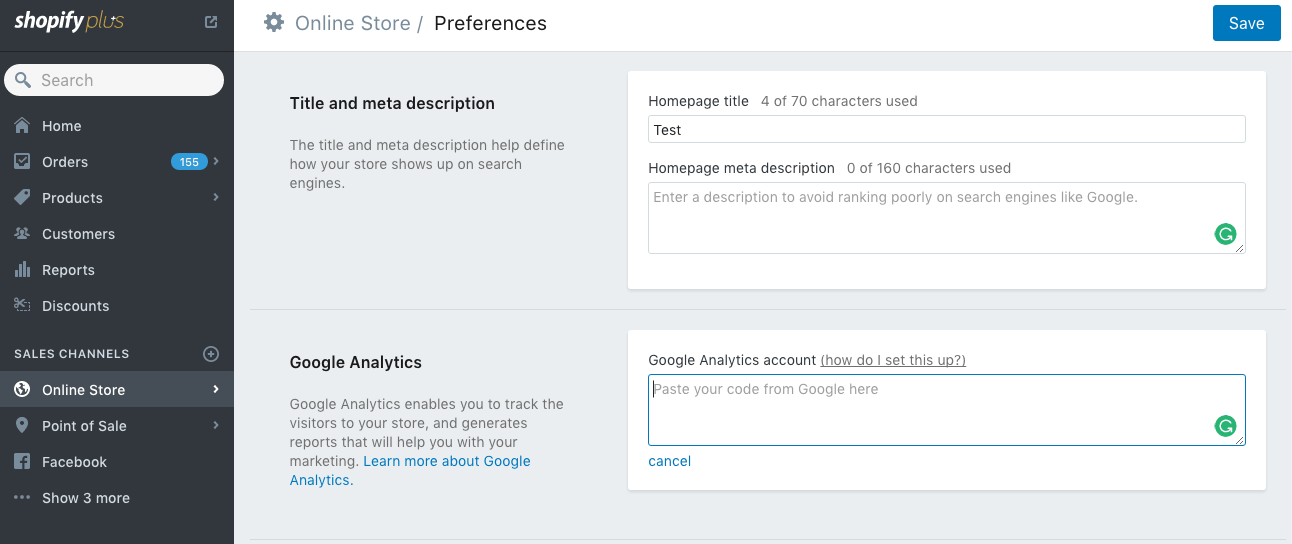 shopify plus
Search
Home
Orders 155
Products
Customers
Reports
Discounts
SALES CHANNELS
Online Store
Point of Sale
Facebook
Show 3 more
Online Store / Preferences
Save
Title and meta description
The title and meta description help define
how your store shows up on search
engines.
Homepage title 4 of 70 characters used
Test
Homepage meta description 0 of 160 characters used
Enter a description to avoid ranking poorly on search engines like Google.
Google Analytics
Google Analytics enables you to track the
visitors to your store, and generates
reports that will help you with your
marketing. Learn more about Google
Analytics.
Google Analytics account (how do I set this up?)
Paste your code from Google here
cancel